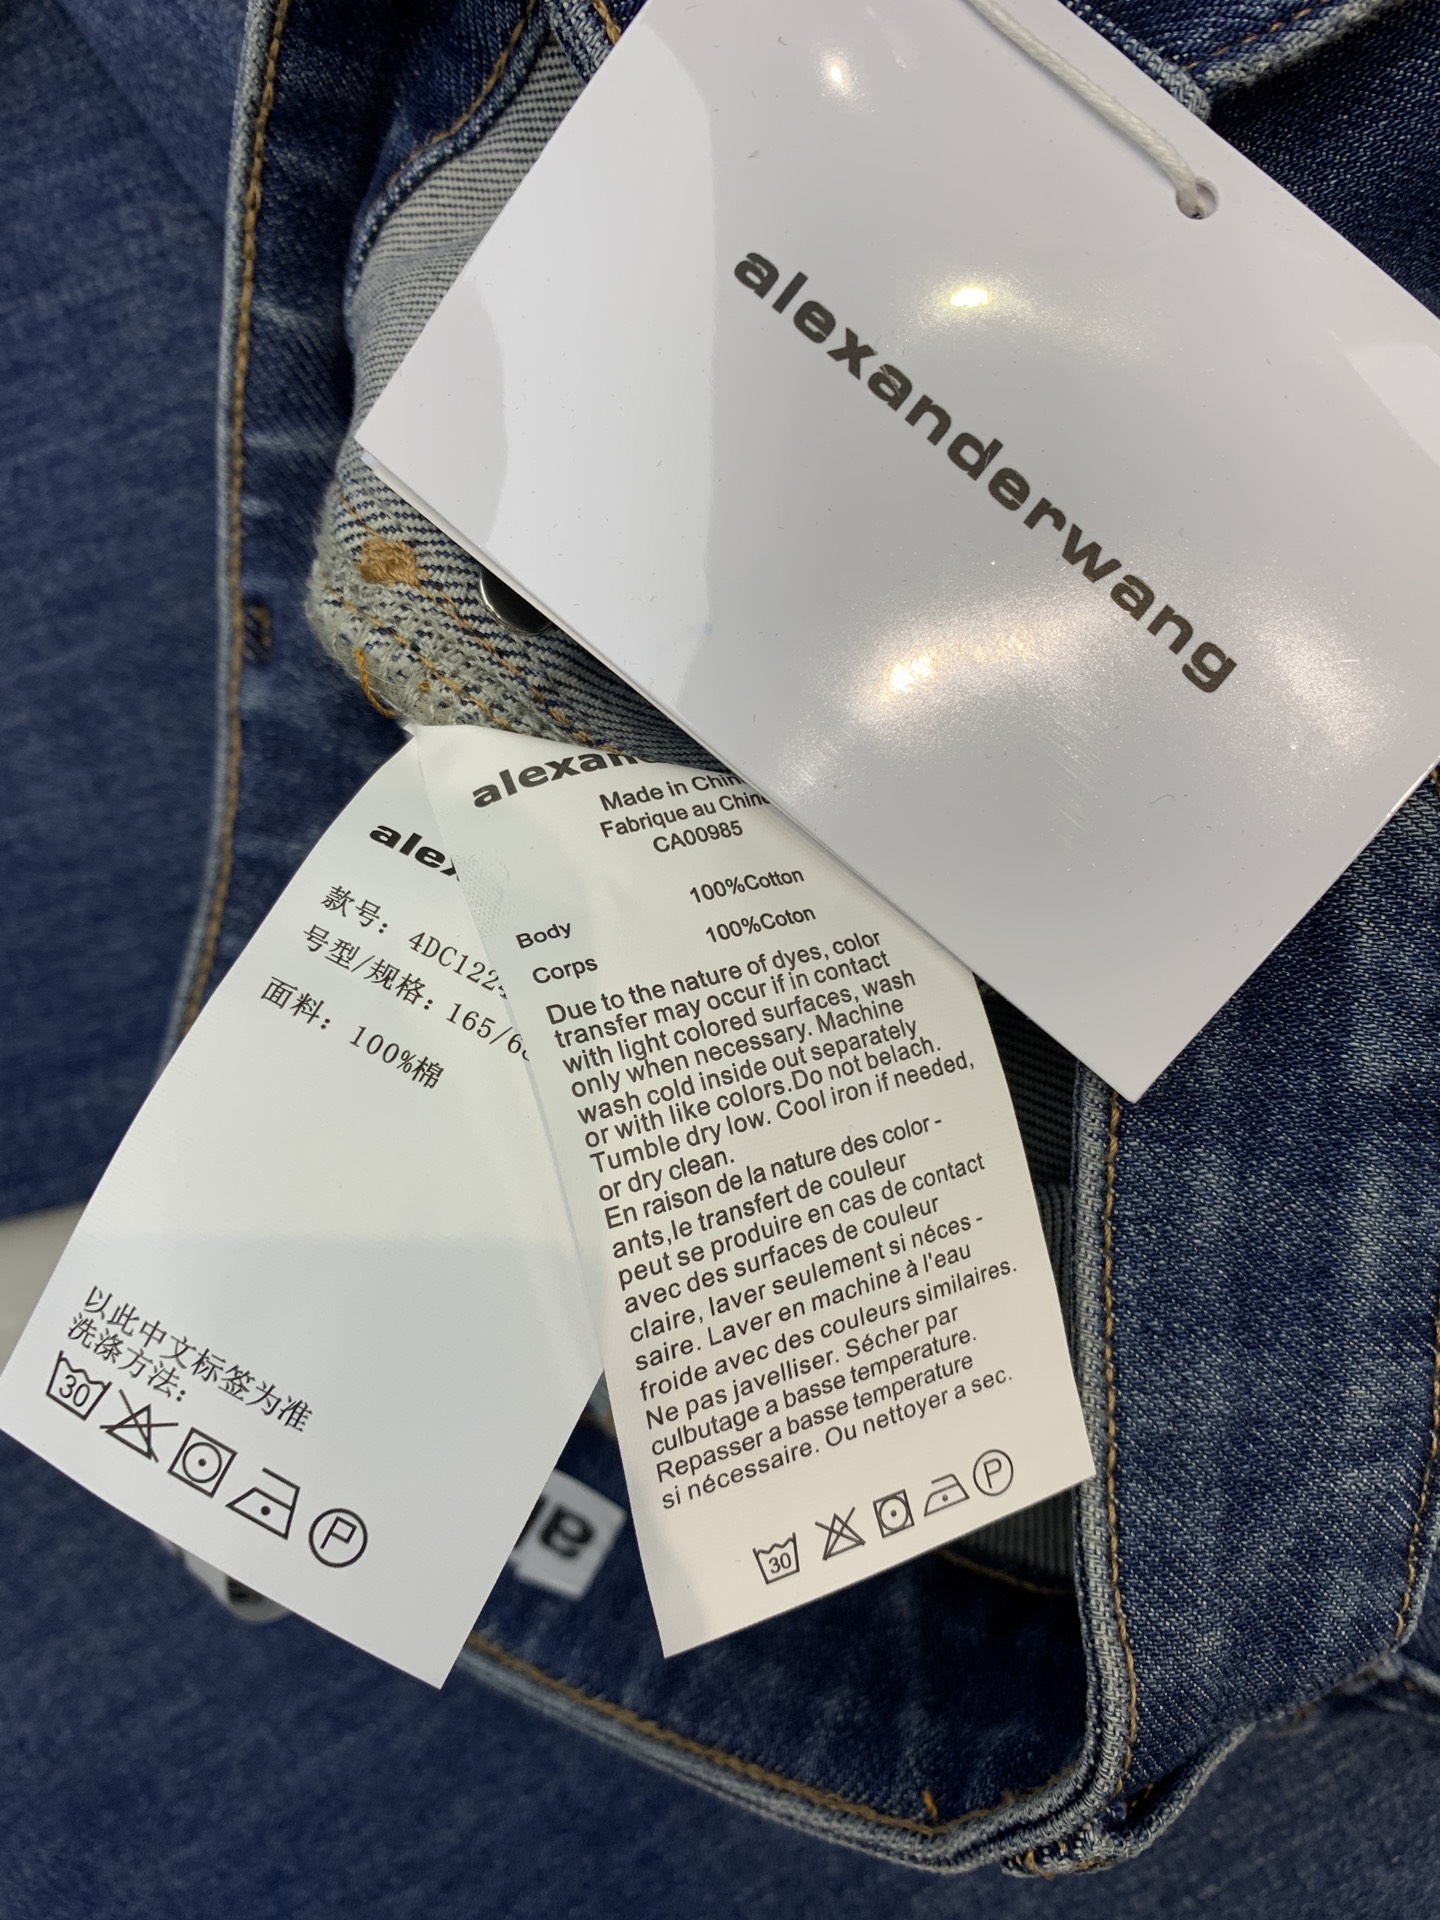 alexanderwang
Made in
Fabrique au
CA00985
100%Cotton
Body
100%Coton
Corps
Due to the nature of dyes, color
transfer may occur if in contact
with light colored surfaces, wash
only when necessary. Machine
wash cold inside out separately
or with like colors.Do not belach.
Tumble dry low. Cool iron if needed,
or dry clean.
En raison de la nature des color -
ants,le transfert de couleur
peut se produire en cas de contact
avec des surfaces de couleur
claire, laver seulement si néces -
saire. Laver en machine à l'eau
froide avec des couleurs similaires.
Ne pas javelliser. Sécher par
culbutage a basse temperature.
Repasser a basse temperature
si nécessaire. Ou nettoyer a sec.
30 P
款号:
号型/规格:
面料: 100%棉
以此中文标签为准
洗涤方法:
30 P